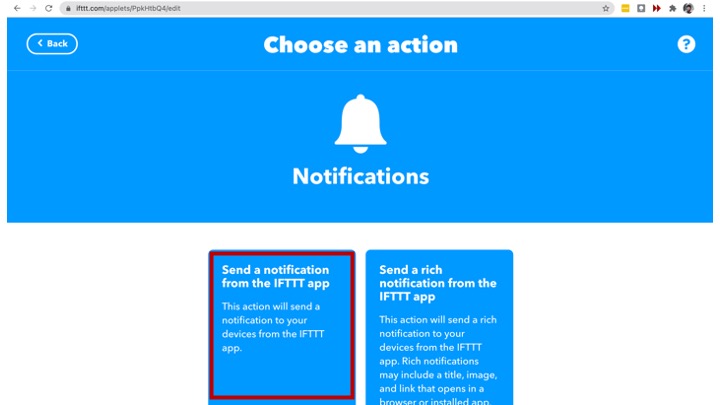 ifttt.com/applets/PpkHtbQ4/edit
Back
Choose an action
?
Notifications
Send a notification
from the IFTTT app
This action will send a
notification to your
devices from the IFTTT
app.
Send a rich
notification from the
IFTTT app
This action will send a rich
notification to your
devices from the IFTTT
app. Rich notifications
may include a title, image,
and link that opens in a
browser or installed app.